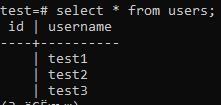 test=# select * from users;
id | username
----+----------
| test1
| test2
| test3